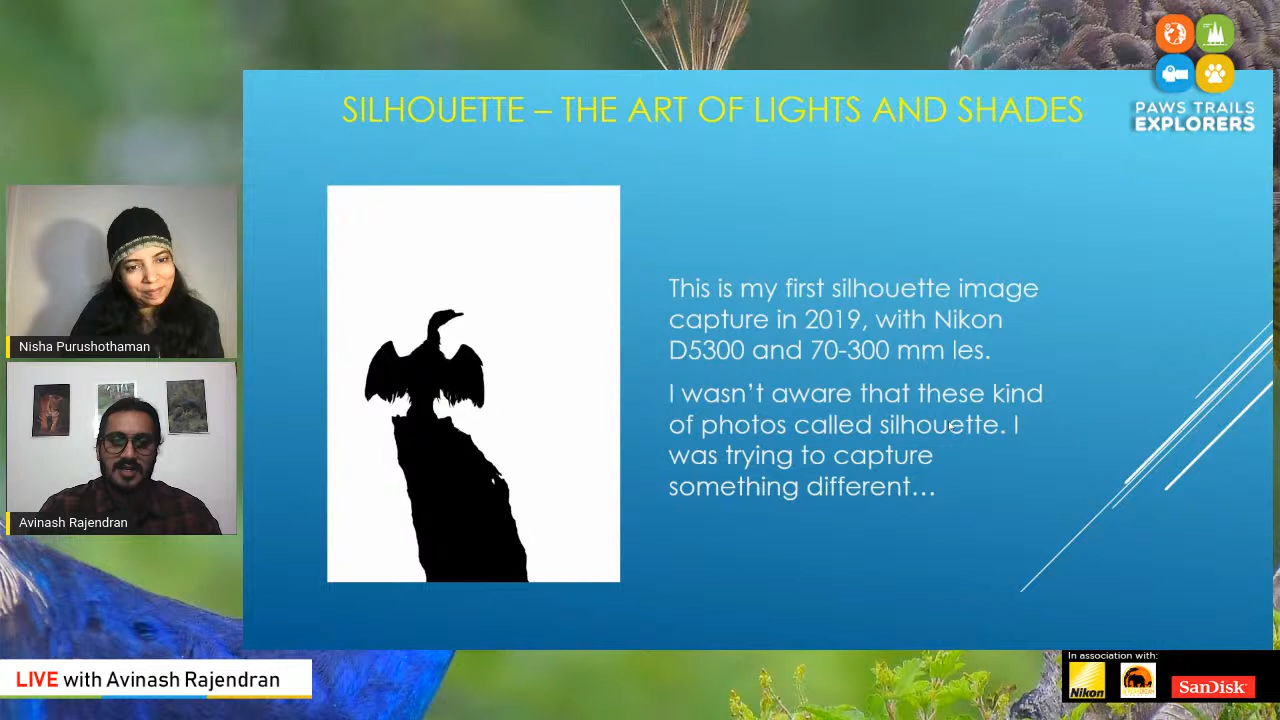 PAWS TRAILS
EXPLORERS
SILHOUETTE – THE ART OF LIGHTS AND SHADES
This is my first silhouette image
capture in 2019, with Nikon
D5300 and 70-300 mm les.
I wasn't aware that these kind
of photos called silhouette. I
was trying to capture
something different...
Nisha Purushothaman
Avinash Rajendran
LIVE with Avinash Rajendran
In association with:
Nikon
SanDisk